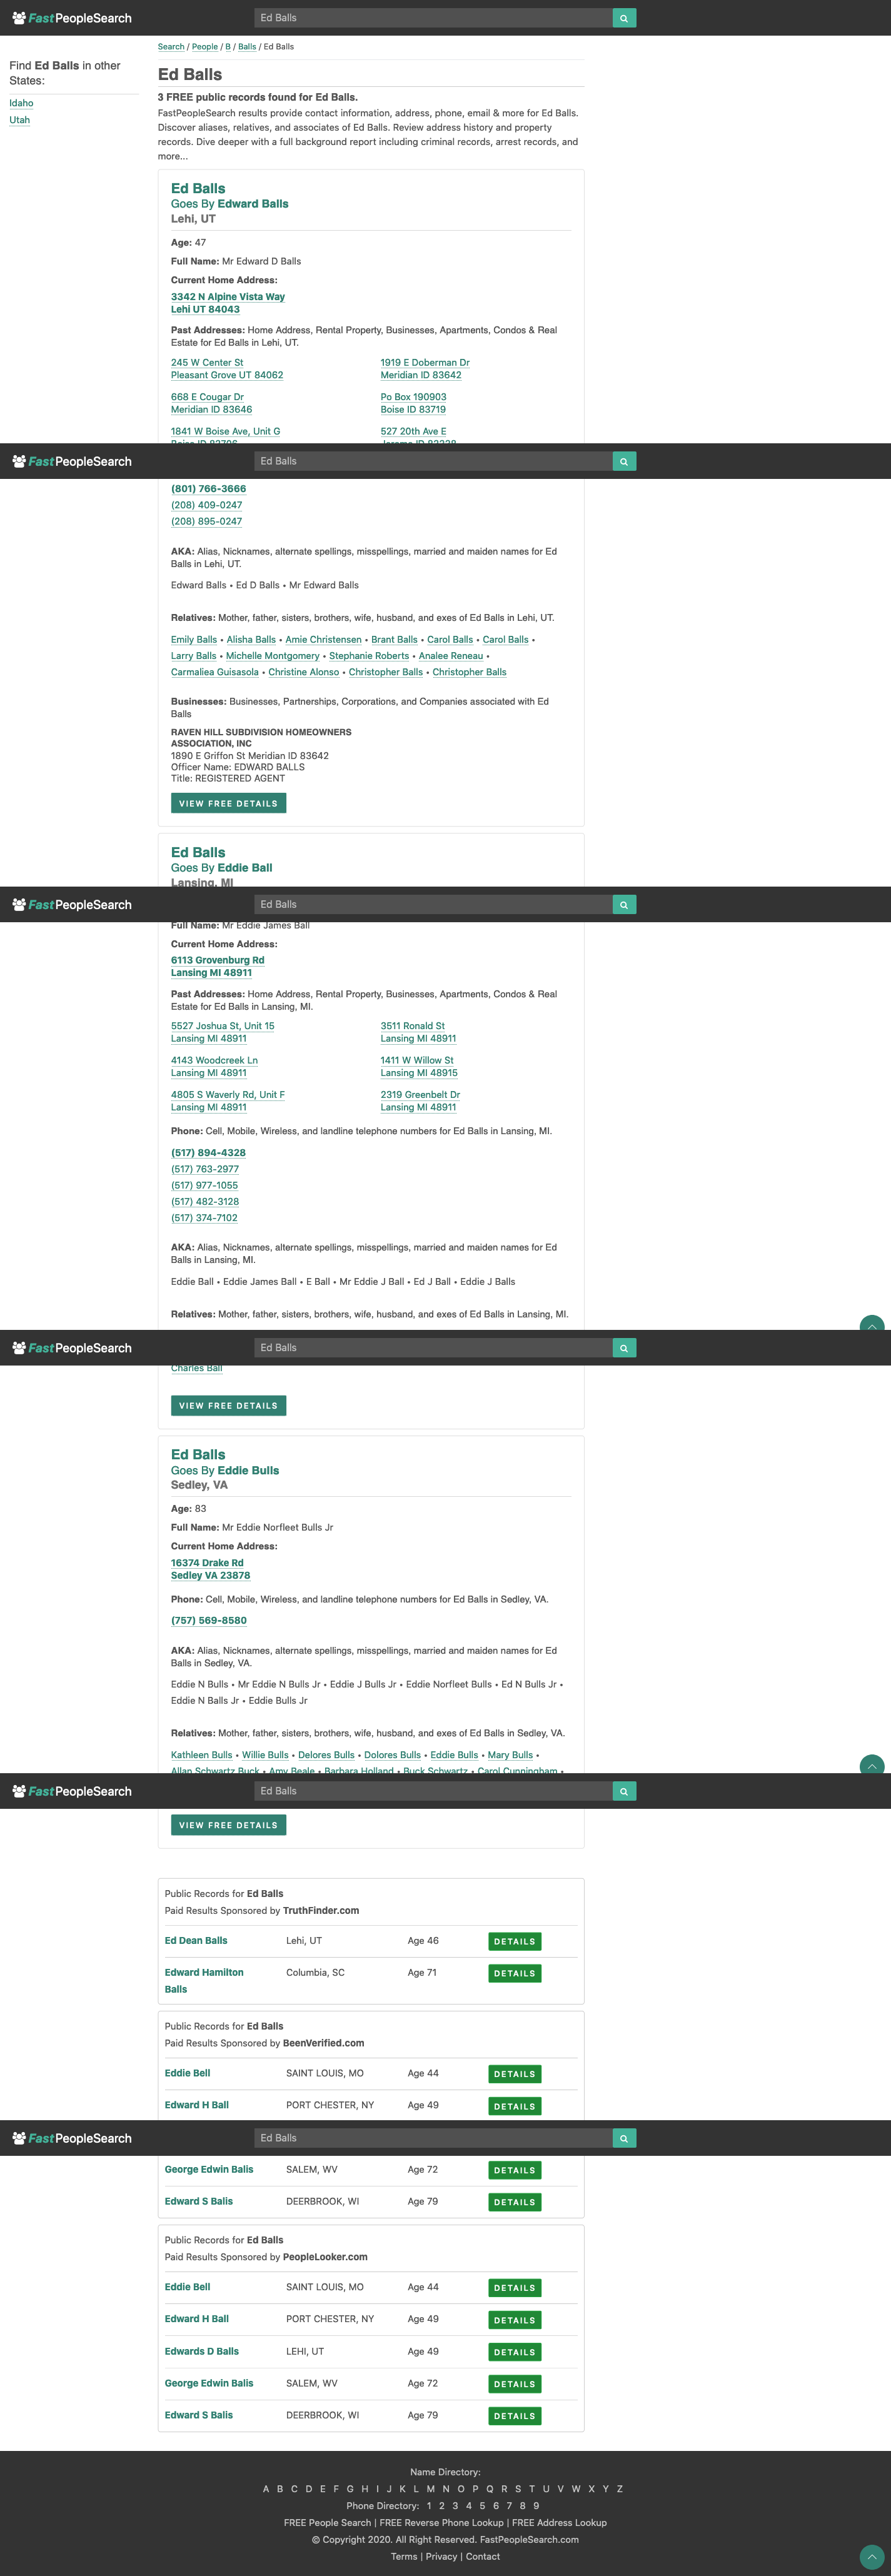 FastPeopleSearch
Ed Balls
Find Ed Balls in other
States:
Idaho
Utah
Search / People / B / Balls / Ed Balls
Ed Balls
3 FREE public records found for Ed Balls.
FastPeopleSearch results provide contact information, address, phone, email & more for Ed Balls.
Discover aliases, relatives, and associates of Ed Balls. Review address history and property
records. Dive deeper with a full background report including criminal records, arrest records, and
more...
Ed Balls
Goes By Edward Balls
Lehi, UT
Age: 47
Full Name: Mr Edward D Balls
Current Home Address:
3342 N Alpine Vista Way
Lehi UT 84043
Past Addresses: Home Address, Rental Property, Businesses, Apartments, Condos & Real
Estate for Ed Balls in Lehi, UT.
245 W Center St
Pleasant Grove UT 84062
1919 E Doberman Dr
Meridian ID 83642
668 E Cougar Dr
Meridian ID 83646
Po Box 190903
Boise ID 83719
1841 W Boise Ave, Unit G
527 20th Ave E
FastPeopleSearch
Ed Balls
(801) 766-3666
(208) 409-0247
(208) 895-0247
AKA: Alias, Nicknames, alternate spellings, misspellings, married and maiden names for Ed
Balls in Lehi, UT.
Edward Balls • Ed D Balls • Mr Edward Balls
Relatives: Mother, father, sisters, brothers, wife, husband, and exes of Ed Balls in Lehi, UT.
Emily Balls • Alisha Balls • Amie Christensen • Brant Balls • Carol Balls • Carol Balls •
Larry Balls • Michelle Montgomery • Stephanie Roberts • Analee Reneau •
Carmaliea Guisasola • Christine Alonso • Christopher Balls • Christopher Balls
Businesses: Businesses, Partnerships, Corporations, and Companies associated with Ed
Balls
RAVEN HILL SUBDIVISION HOMEOWNERS
ASSOCIATION, INC
1890 E Griffon St Meridian ID 83642
Officer Name: EDWARD BALLS
Title: REGISTERED AGENT
VIEW FREE DETAILS
Ed Balls
Goes By Eddie Ball
Lansing, MI
FastPeopleSearch
Ed Balls
Full Name: Mr Eddie James Ball
Current Home Address:
6113 Grovenburg Rd
Lansing MI 48911
Past Addresses: Home Address, Rental Property, Businesses, Apartments, Condos & Real
Estate for Ed Balls in Lansing, MI.
5527 Joshua St, Unit 15
Lansing MI 48911
3511 Ronald St
Lansing MI 48911
4143 Woodcreek Ln
Lansing MI 48911
1411 W Willow St
Lansing MI 48915
4805 S Waverly Rd, Unit F
Lansing MI 48911
2319 Greenbelt Dr
Lansing MI 48911
Phone: Cell, Mobile, Wireless, and landline telephone numbers for Ed Balls in Lansing, MI.
(517) 894-4328
(517) 763-2977
(517) 977-1055
(517) 482-3128
(517) 374-7102
AKA: Alias, Nicknames, alternate spellings, misspellings, married and maiden names for Ed
Balls in Lansing, MI.
Eddie Ball • Eddie James Ball • E Ball • Mr Eddie J Ball • Ed J Ball • Eddie J Balls
Relatives: Mother, father, sisters, brothers, wife, husband, and exes of Ed Balls in Lansing, MI.
FastPeopleSearch
Ed Balls
Charles Ball
VIEW FREE DETAILS
Ed Balls
Goes By Eddie Bulls
Sedley, VA
Age: 83
Full Name: Mr Eddie Norfleet Bulls Jr
Current Home Address:
16374 Drake Rd
Sedley VA 23878
Phone: Cell, Mobile, Wireless, and landline telephone numbers for Ed Balls in Sedley, VA.
(757) 569-8580
AKA: Alias, Nicknames, alternate spellings, misspellings, married and maiden names for Ed
Balls in Sedley, VA.
Eddie N Bulls • Mr Eddie N Bulls Jr • Eddie J Bulls Jr • Eddie Norfleet Bulls • Ed N Bulls Jr •
Eddie N Balls Jr • Eddie Bulls Jr
Relatives: Mother, father, sisters, brothers, wife, husband, and exes of Ed Balls in Sedley, VA.
Kathleen Bulls • Willie Bulls • Delores Bulls • Dolores Bulls • Eddie Bulls • Mary Bulls •
Allan Schwartz Buck • Amy Beale • Barbara Holland • Buck Schwartz • Carol Cunningham •
FastPeopleSearch
Ed Balls
VIEW FREE DETAILS
Public Records for Ed Balls
Paid Results Sponsored by TruthFinder.com
Ed Dean Balls Lehi, UT Age 46 DETAILS
Edward Hamilton
Balls Columbia, SC Age 71 DETAILS
Public Records for Ed Balls
Paid Results Sponsored by BeenVerified.com
Eddie Bell SAINT LOUIS, MO Age 44 DETAILS
Edward H Ball PORT CHESTER, NY Age 49 DETAILS
FastPeopleSearch
Ed Balls
George Edwin Balis SALEM, WV Age 72 DETAILS
Edward S Balis DEERBROOK, WI Age 79 DETAILS
Public Records for Ed Balls
Paid Results Sponsored by PeopleLooker.com
Eddie Bell SAINT LOUIS, MO Age 44 DETAILS
Edward H Ball PORT CHESTER, NY Age 49 DETAILS
Edwards D Balls LEHI, UT Age 49 DETAILS
George Edwin Balis SALEM, WV Age 72 DETAILS
Edward S Balis DEERBROOK, WI Age 79 DETAILS
Name Directory:
A B C D E F G H I J K L M N O P Q R S T U V W X Y Z
Phone Directory: 1 2 3 4 5 6 7 8 9
FREE People Search | FREE Reverse Phone Lookup | FREE Address Lookup
© Copyright 2020. All Right Reserved. FastPeopleSearch.com
Terms | Privacy | Contact